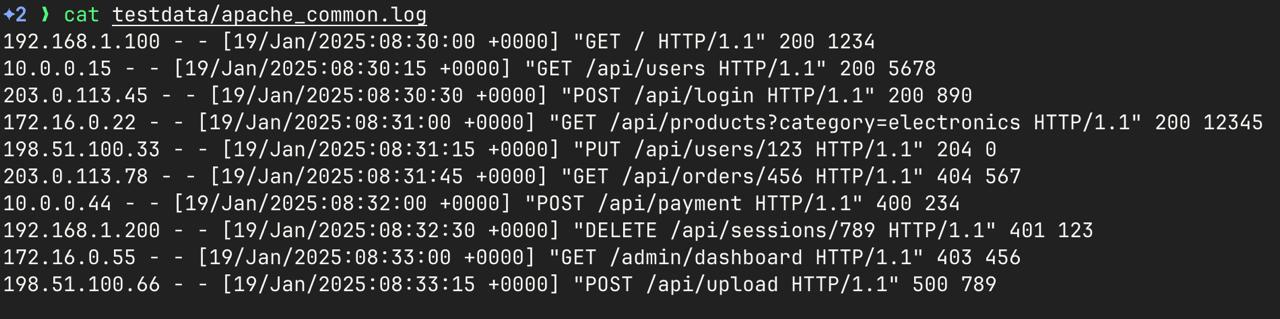 ✦2 ❯ cat testdata/apache_common.log
192.168.1.100 - - [19/Jan/2025:08:30:00 +0000] "GET / HTTP/1.1" 200 1234
10.0.0.15 - - [19/Jan/2025:08:30:15 +0000] "GET /api/users HTTP/1.1" 200 5678
203.0.113.45 - - [19/Jan/2025:08:30:30 +0000] "POST /api/login HTTP/1.1" 200 890
172.16.0.22 - - [19/Jan/2025:08:31:00 +0000] "GET /api/products?category=electronics HTTP/1.1" 200 12345
198.51.100.33 - - [19/Jan/2025:08:31:15 +0000] "PUT /api/users/123 HTTP/1.1" 204 0
203.0.113.78 - - [19/Jan/2025:08:31:45 +0000] "GET /api/orders/456 HTTP/1.1" 404 567
10.0.0.44 - - [19/Jan/2025:08:32:00 +0000] "POST /api/payment HTTP/1.1" 400 234
192.168.1.200 - - [19/Jan/2025:08:32:30 +0000] "DELETE /api/sessions/789 HTTP/1.1" 401 123
172.16.0.55 - - [19/Jan/2025:08:33:00 +0000] "GET /admin/dashboard HTTP/1.1" 403 456
198.51.100.66 - - [19/Jan/2025:08:33:15 +0000] "POST /api/upload HTTP/1.1" 500 789